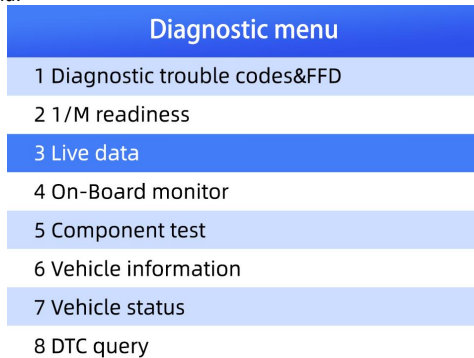 Diagnostic menu
1 Diagnostic trouble codes&FFD
2 1/M readiness
3 Live data
4 On-Board monitor
5 Component test
6 Vehicle information
7 Vehicle status
8 DTC query